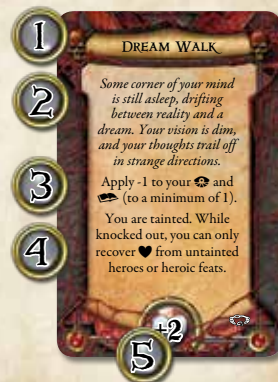 1
DREAM WALK
2
Some corner of your mind
is still asleep, drifting
between reality and a
dream. Your vision is dim,
and your thoughts trail off
in strange directions.
3
Apply -1 to your and
(to a minimum of 1).
4
You are tainted. While
knocked out, you can only
recover from untainted
heroes or heroic feats.
+2
5